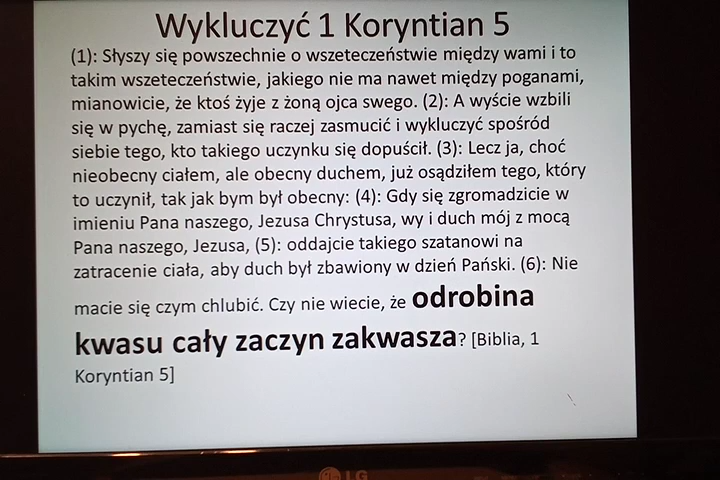 Wykluczyć 1 Koryntian 5
(1): Słyszy się powszechnie o wszeteczeństwie między wami i to
takim wszeteczeństwie, jakiego nie ma nawet między poganami,
mianowicie, że ktoś żyje z żoną ojca swego. (2): A wyście wzbili
się w pychę, zamiast się raczej zasmucić i wykluczyć spośród
siebie tego, kto takiego uczynku się dopuścił. (3): Lecz ja, choć
nieobecny ciałem, ale obecny duchem, już osądziłem tego, który
to uczynił, tak jak bym był obecny: (4): Gdy się zgromadzicie w
imieniu Pana naszego, Jezusa Chrystusa, wy i duch mój z mocą
Pana naszego, Jezusa, (5): oddajcie takiego szatanowi na
zatracenie ciała, aby duch był zbawiony w dzień Pański. (6): Nie
macie się czym chlubić. Czy nie wiecie, że odrobina
kwasu cały zaczyn zakwasza? [Biblia, 1
Koryntian 5]
LG